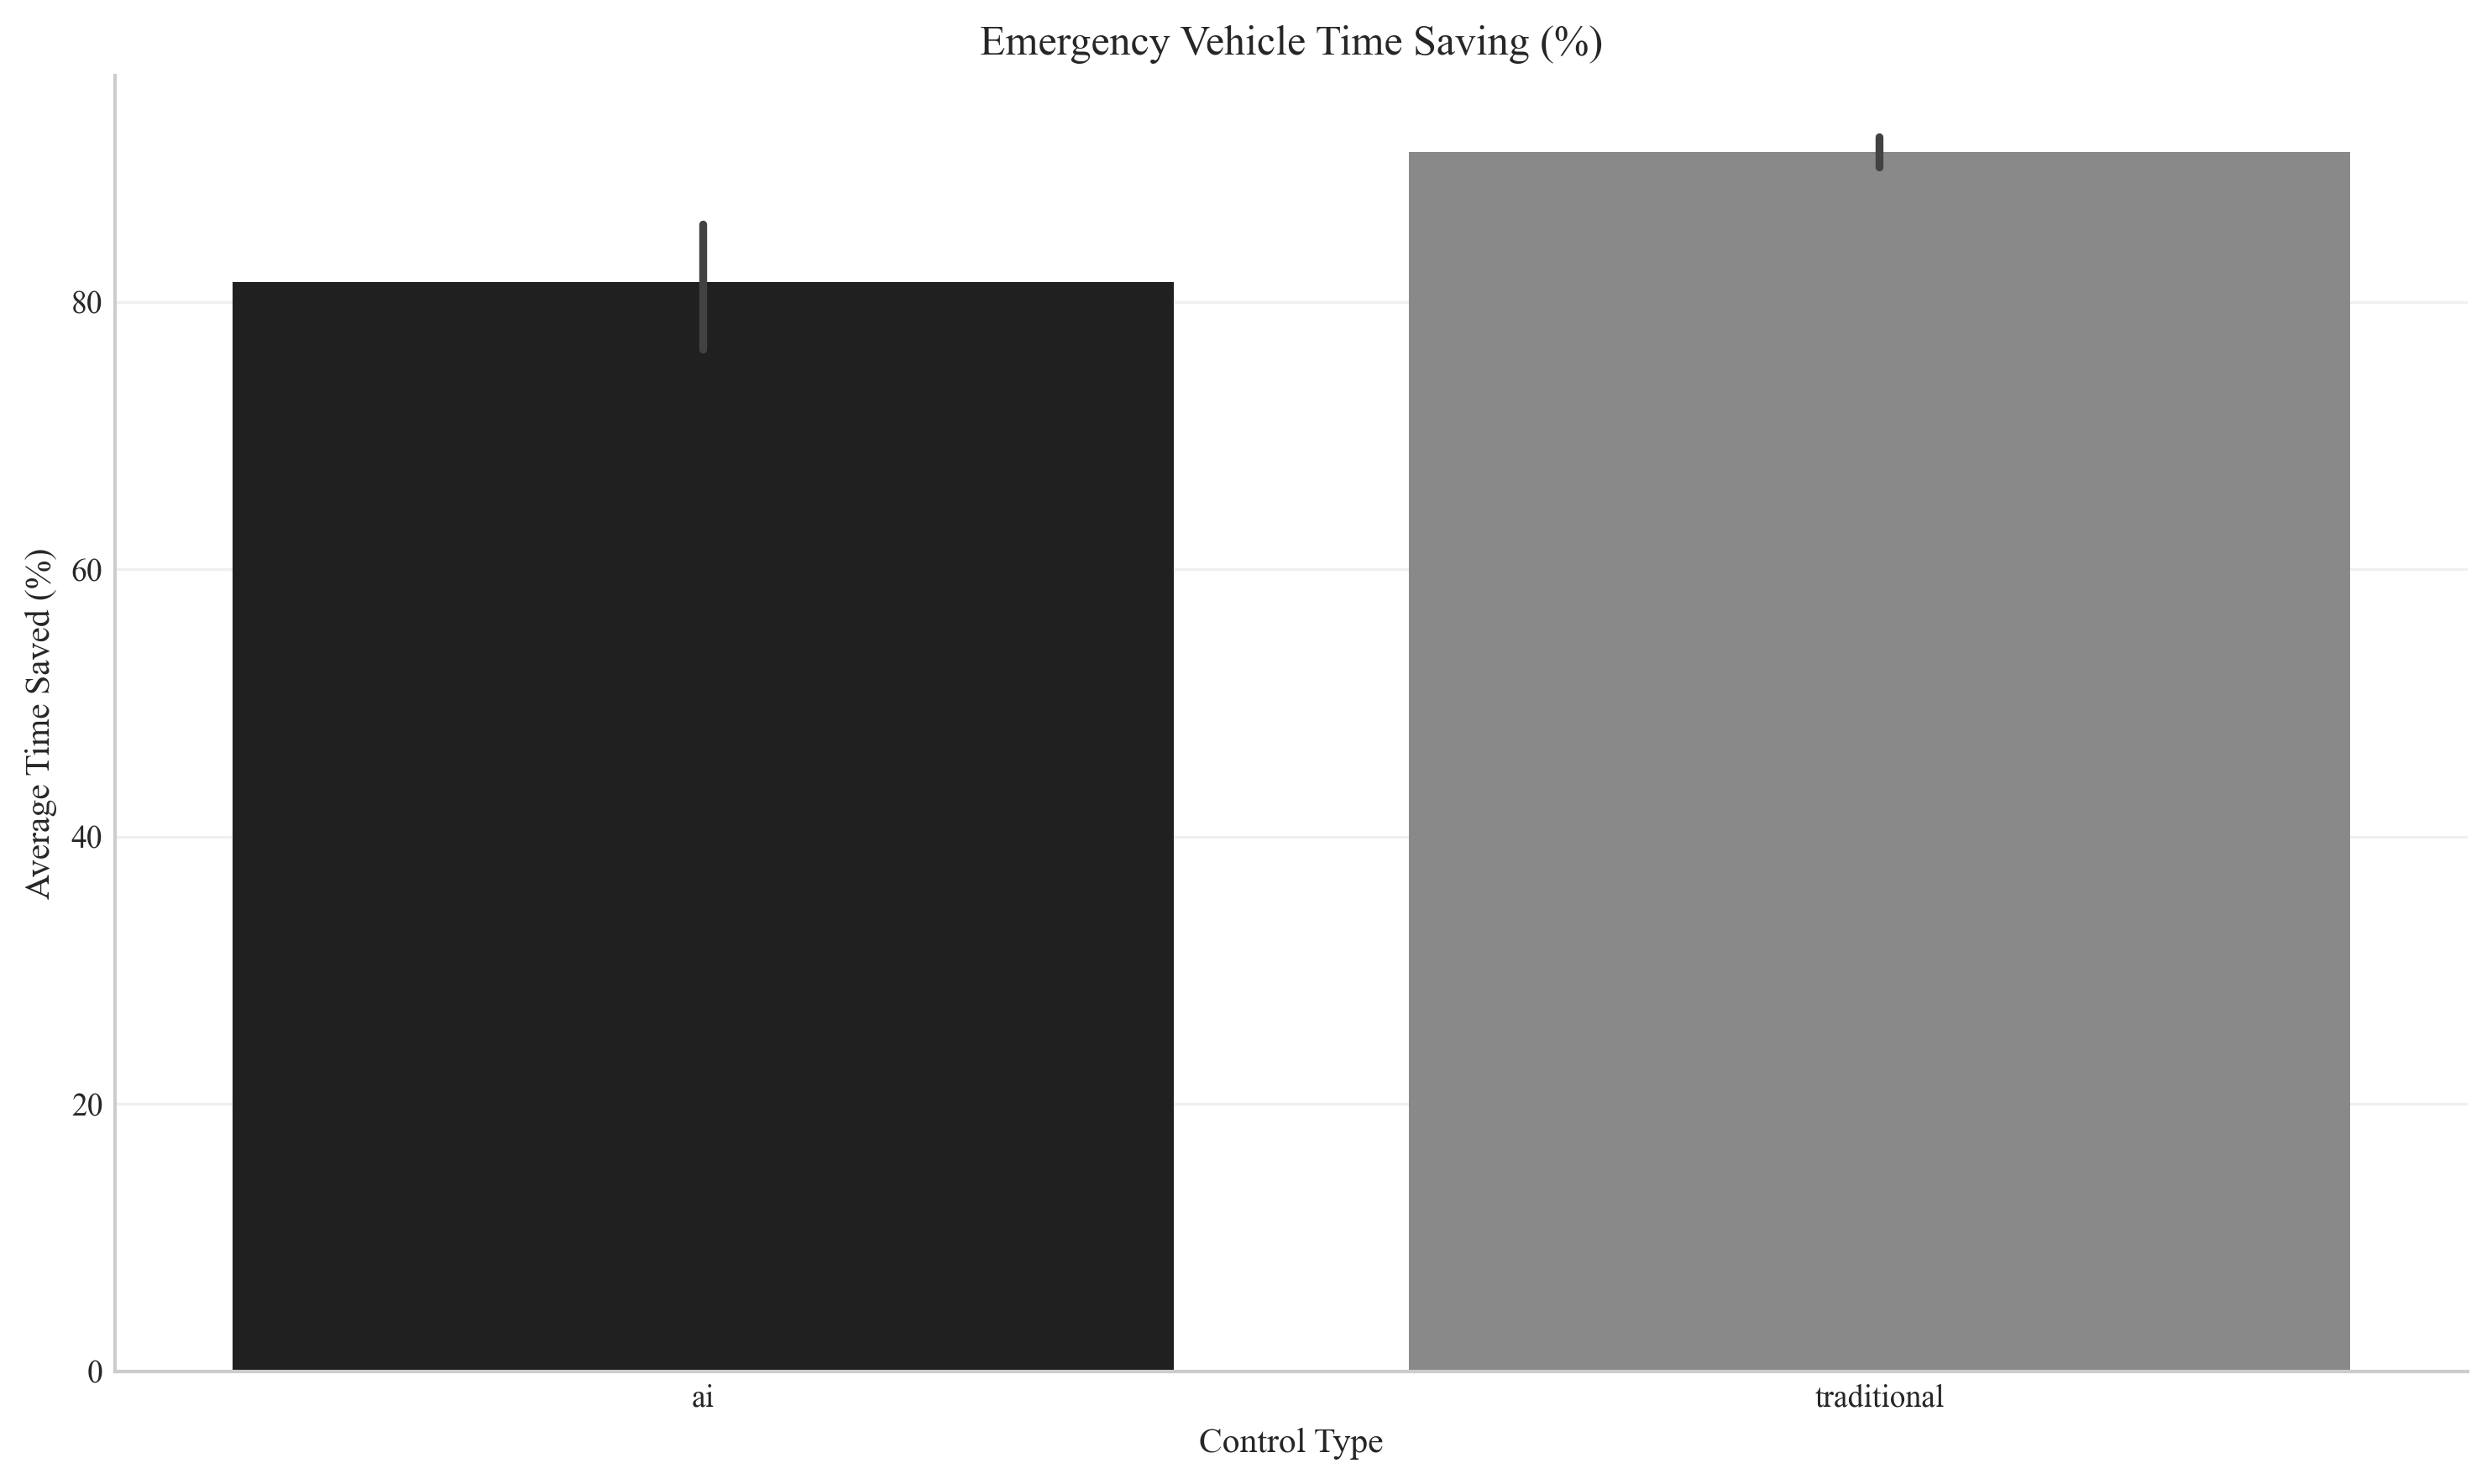 Emergency Vehicle Time Saving (%)
Average Time Saved (%)
80
60
40
20
0
ai
traditional
Control Type